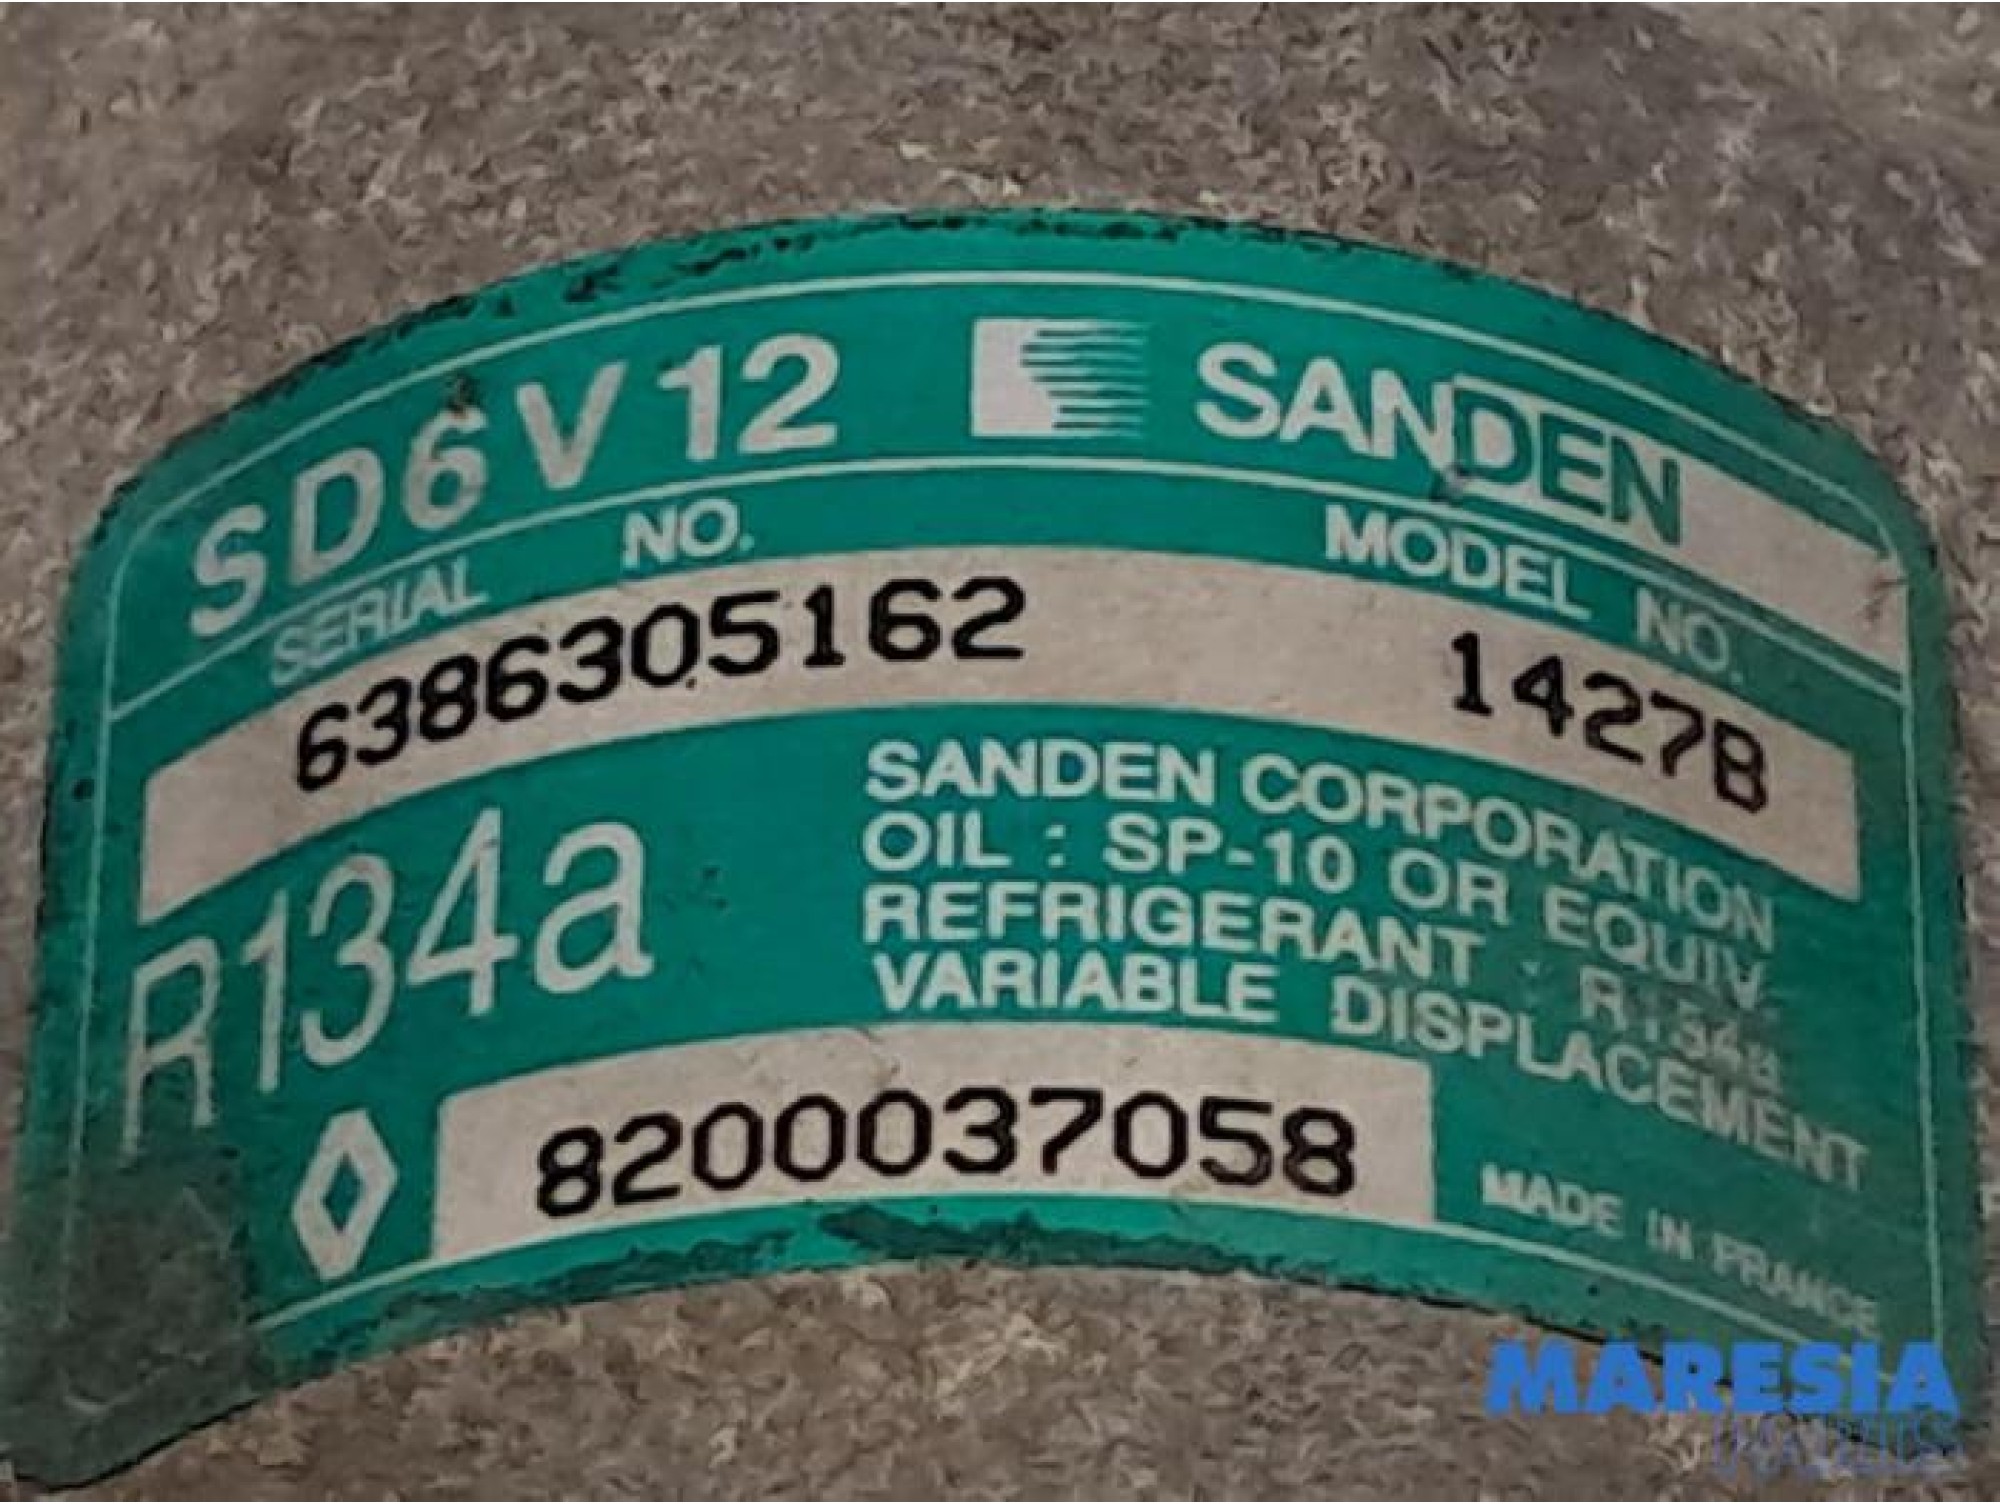 SD6V12 SANDEN
SERIAL NO. MODEL NO.
6386305162 1427B
R134a
SANDEN CORPORATION
OIL : SP-10 OR EQUIV.
REFRIGERANT : R134a
VARIABLE DISPLACEMENT
8200037058
MADE IN FRANCE
MARESIA
PARTS